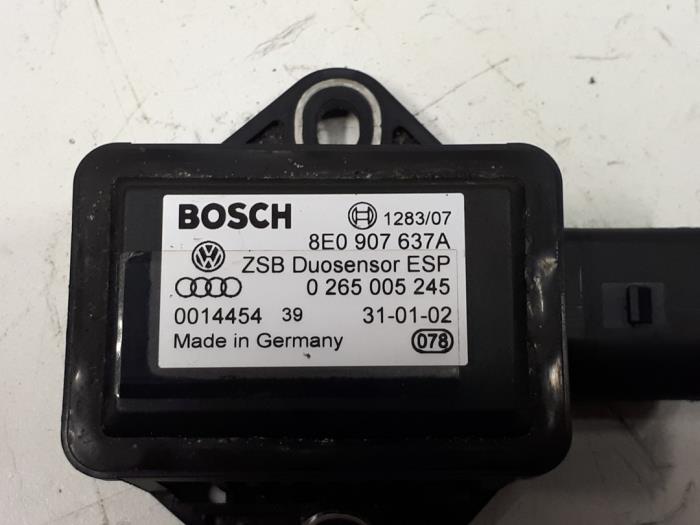 BOSCH 1283/07
8E0 907 637A
ZSB Duosensor ESP
0 265 005 245
0014454 39 31-01-02
Made in Germany 078